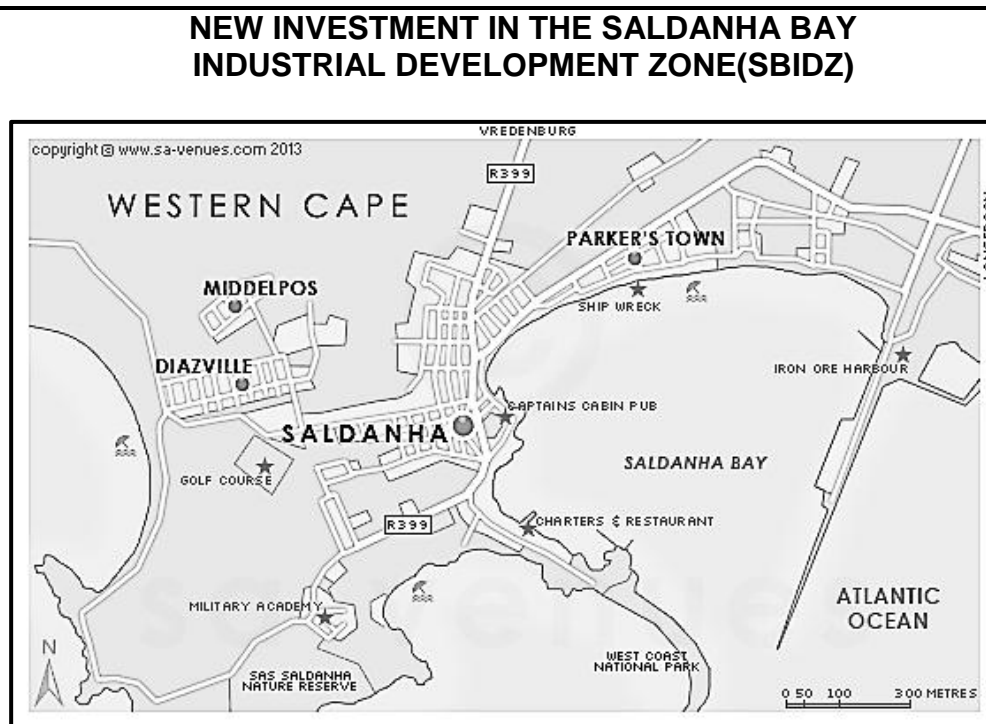 NEW INVESTMENT IN THE SALDANHA BAY
INDUSTRIAL DEVELOPMENT ZONE(SBIDZ)
VREDENBURG
copyright@ www.sa-venues.com 2013
R399
WESTERN CAPE
PARKER'S TOWN
MIDDELPOS
SHIP WRECK
DIAZVILLE
IRON ORE HARBOUR
CAPTAINS CABIN PUB
SALDANHA
SALDANHA BAY
GOLF COURSE
R399
CHARTERS & RESTAURANT
sa-venues
MILITARY ACADEMY
ATLANTIC
OCEAN
N
WEST COAST
NATIONAL PARK
SAS SALDANHA
NATURE RESERVE
0 50 100 300 METRES